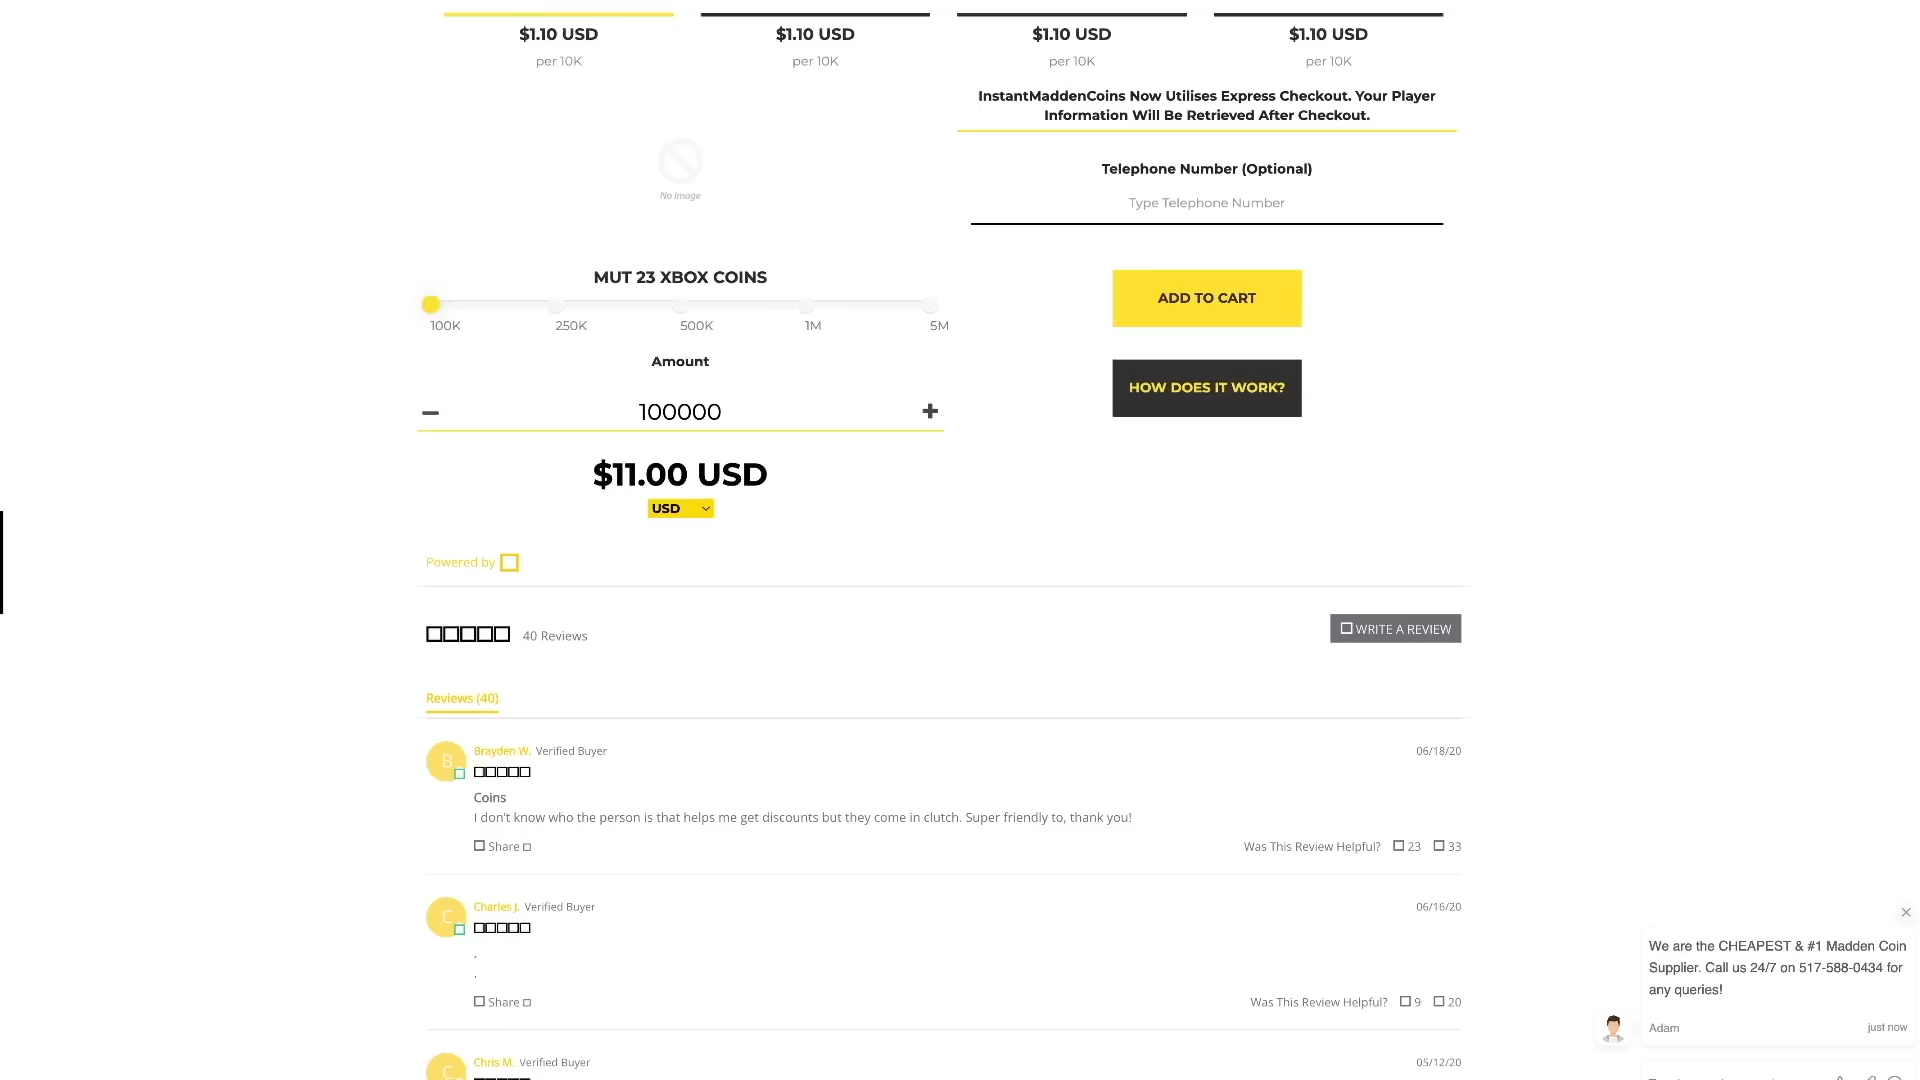 $1.10 USD
$1.10 USD
$1.10 USD
$1.10 USD
per 10K
per 10K
per 10K
per 10K
InstantMaddenCoins Now Utilises Express Checkout. Your Player
Information Will Be Retrieved After Checkout.
Telephone Number (Optional)
Type Telephone Number
No image
MUT 23 XBOX COINS
100K
250K
500K
1M
5M
Amount
100000
$11.00 USD
USD
ADD TO CART
HOW DOES IT WORK?
Powered by
40 Reviews
WRITE A REVIEW
Reviews (40)
B
Brayden W. Verified Buyer
06/18/20
Coins
I don't know who the person is that helps me get discounts but they come in clutch. Super friendly to, thank you!
Share
Was This Review Helpful? 23 33
C
Charles J. Verified Buyer
06/16/20
.
.
Share
Was This Review Helpful? 9 20
C
Chris M. Verified Buyer
05/12/20
We are the CHEAPEST & #1 Madden Coin
Supplier. Call us 24/7 on 517-588-0434 for
any queries!
Adam
just now